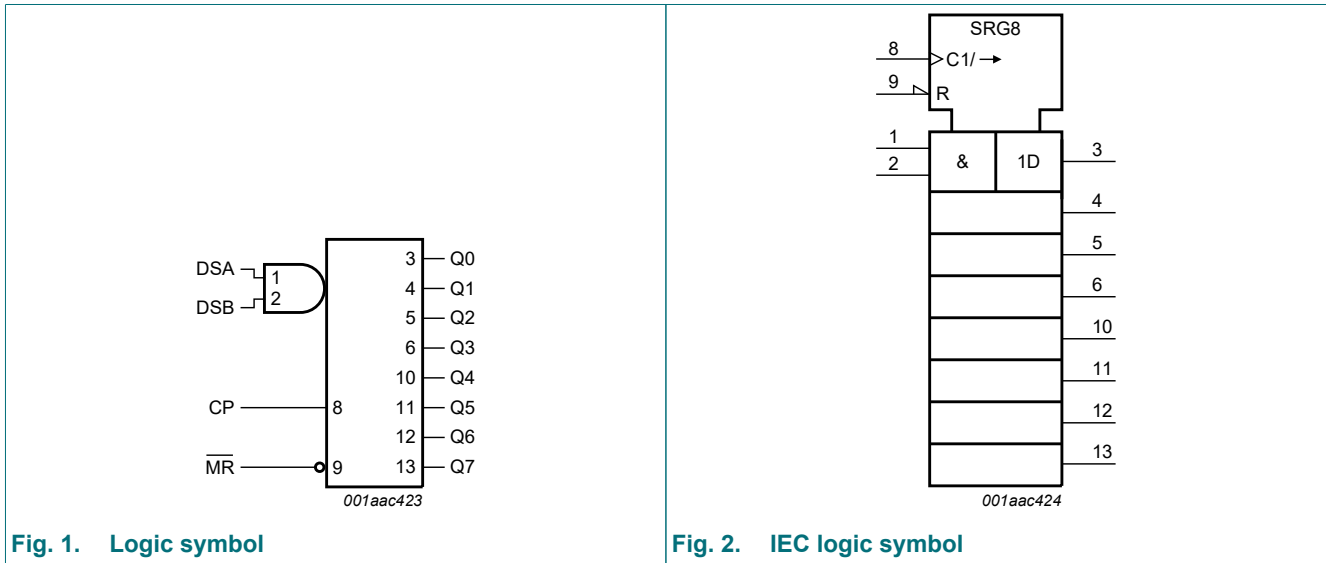 DSA
DSB
CP
MR
1
2
8
9
3 Q0
4 Q1
5 Q2
6 Q3
10 Q4
11 Q5
12 Q6
13 Q7
001aac423
Fig. 1. Logic symbol
SRG8
8 C1/→
9 R
1
2
& 1D 3
4
5
6
10
11
12
13
001aac424
Fig. 2. IEC logic symbol